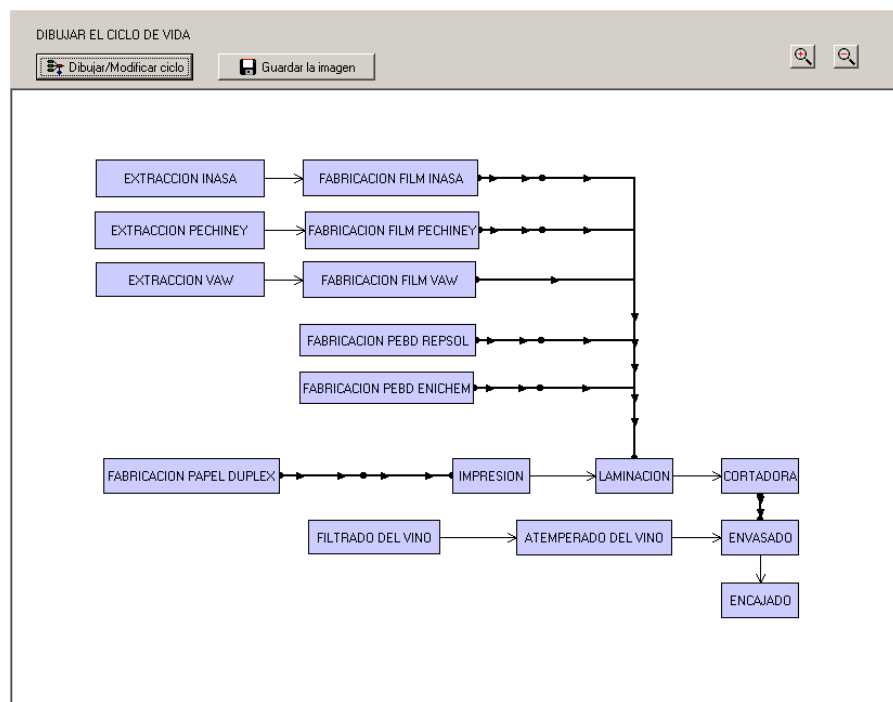 DIBUJAR EL CICLO DE VIDA
Dibujar/Modificar ciclo
Guardar la imagen
EXTRACCION INASA
FABRICACION FILM INASA
EXTRACCION PECHINEY
FABRICACION FILM PECHINEY
EXTRACCION VAW
FABRICACION FILM VAW
FABRICACION PEBD REPSOL
FABRICACION PEBD ENICHEM
FABRICACION PAPEL DUPLEX
IMPRESION
LAMINACION
CORTADORA
FILTRADO DEL VINO
ATEMPERADO DEL VINO
ENVASADO
ENCAJADO